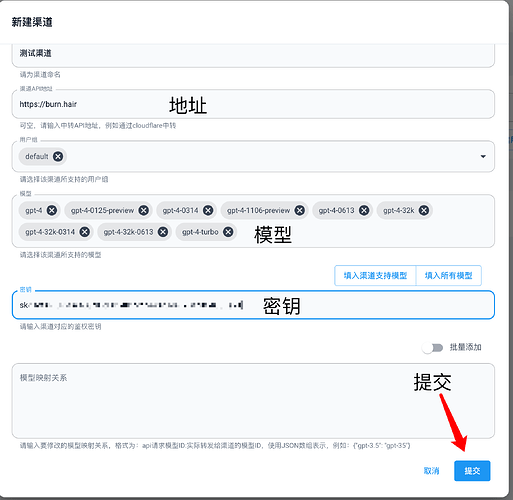 新建渠道
测试渠道
请为渠道命名
渠道API地址
https://burn.hair
地址
可空，请输入中转API地址，例如通过cloudflare中转
用户组
default
请选择该渠道所支持的用户组
模型
gpt-4 gpt-4-0125-preview gpt-4-0314 gpt-4-1106-preview gpt-4-0613 gpt-4-32k
gpt-4-32k-0314 gpt-4-32k-0613 gpt-4-turbo
模型
请选择该渠道所支持的模型
填入渠道支持模型 填入所有模型
密钥
sk
密钥
请输入渠道对应的鉴权密钥
批量添加
模型映射关系
提交
请输入要修改的模型映射关系，格式为：api请求模型ID:实际转发给渠道的模型ID，使用JSON数组表示，例如：{"gpt-3.5": "gpt-35"}
取消 提交